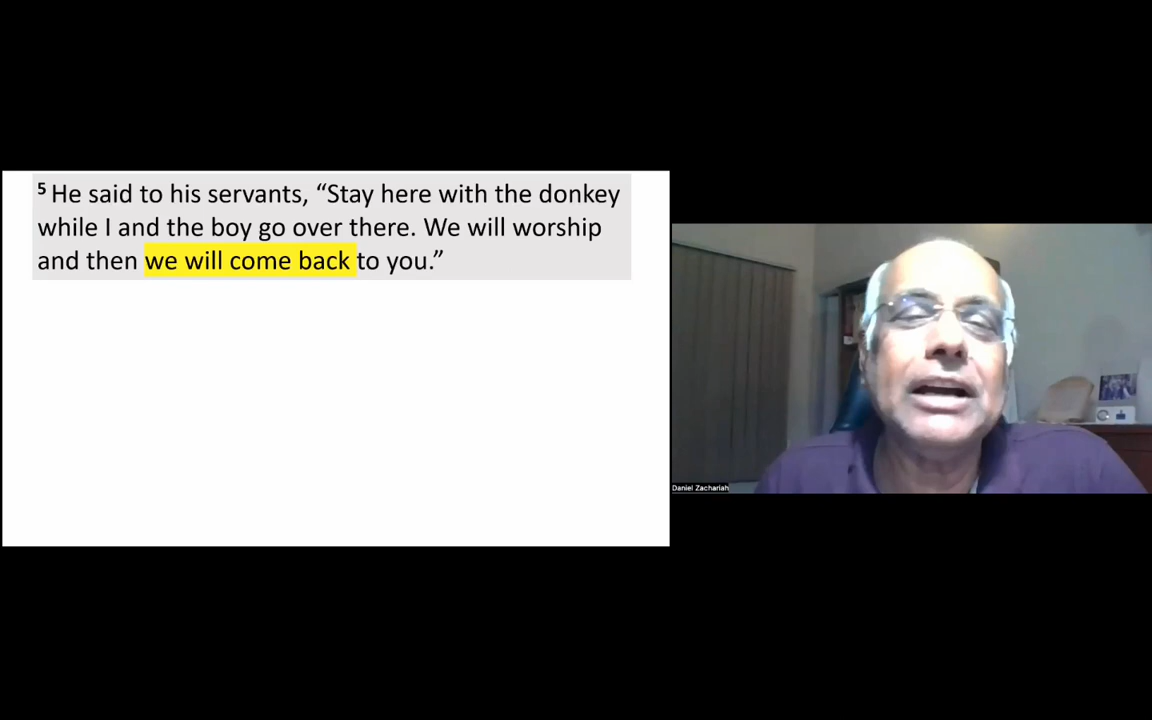 5 He said to his servants, “Stay here with the donkey
while I and the boy go over there. We will worship
and then we will come back to you.”
Daniel Zachariah